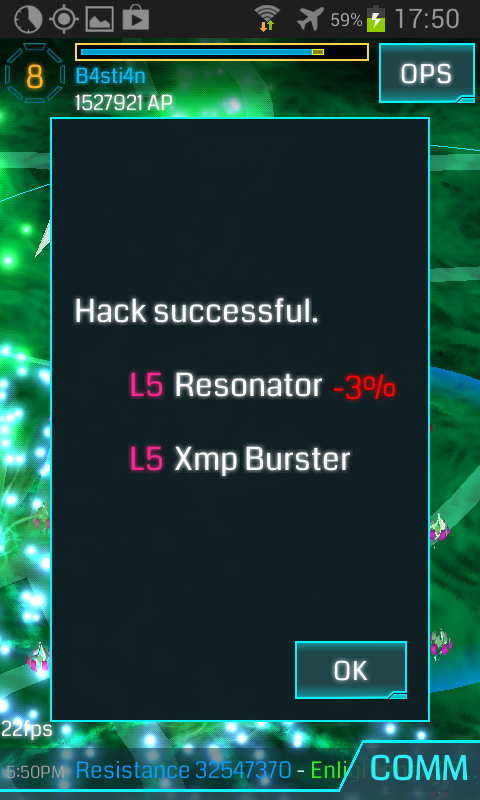 59% 17:50
8
B4sti4n
1527921 AP
OPS
Hack successful.
L5 Resonator -3%
L5 Xmp Burster
OK
22fps
5:50PM Resistance 32547370 - Enli
COMM